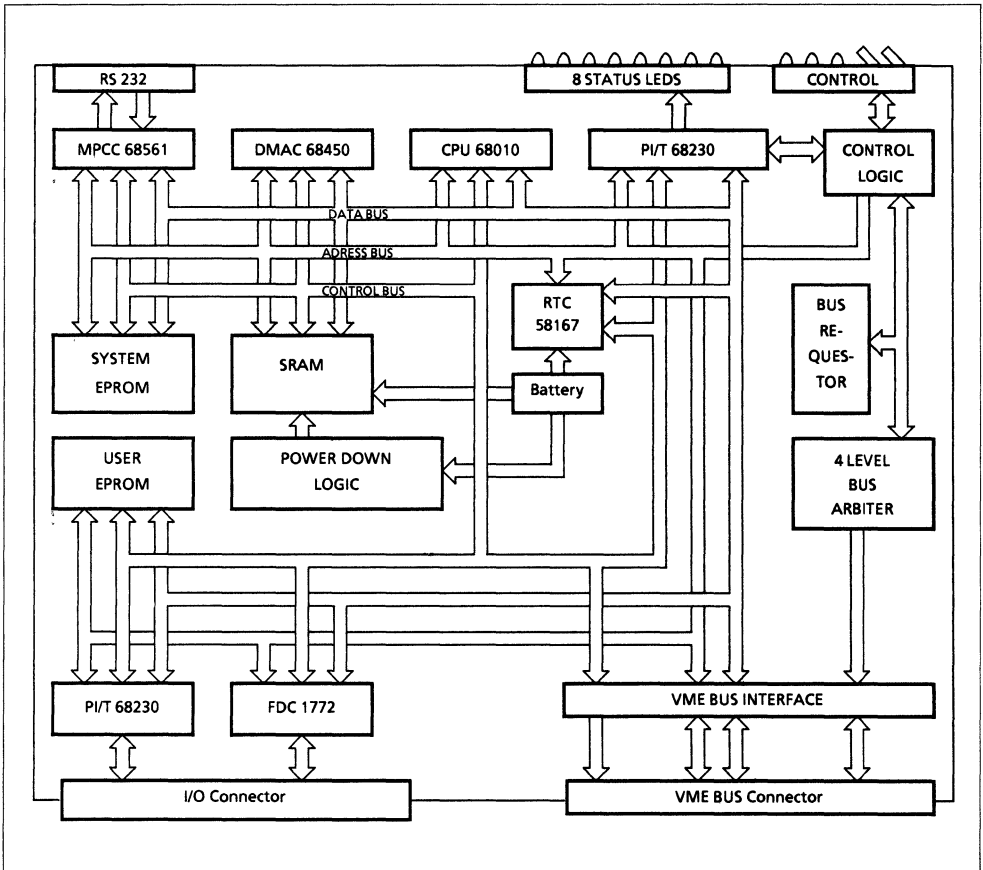 RS 232
8 STATUS LEDS
CONTROL
MPCC 68561
DMAC 68450
CPU 68010
PI/T 68230
CONTROL
LOGIC
DATA BUS
ADRESS BUS
CONTROL BUS
RTC
58167
BUS
RE-
QUES-
TOR
SYSTEM
EPROM
SRAM
Battery
USER
EPROM
POWER DOWN
LOGIC
4 LEVEL
BUS
ARBITER
PI/T 68230
FDC 1772
VME BUS INTERFACE
I/O Connector
VME BUS Connector